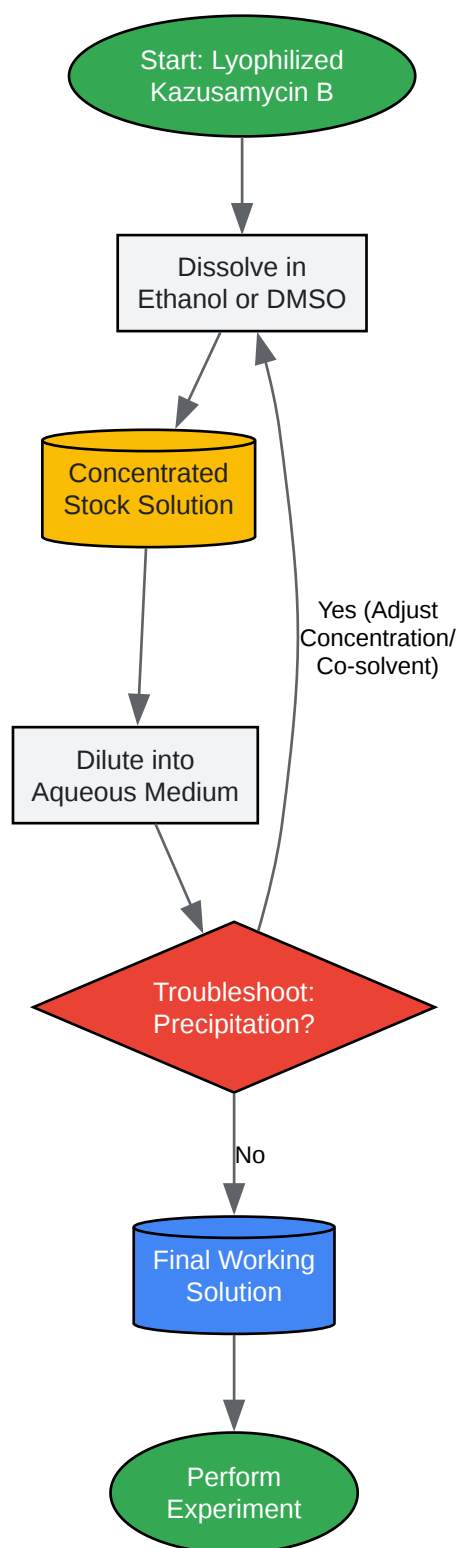 Start: Lyophilized
Kazusamycin B
Dissolve in
Ethanol or DMSO
Concentrated
Stock Solution
Yes (Adjust
Concentration/
Co-solvent)
Dilute into
Aqueous Medium
Troubleshoot:
Precipitation?
No
Final Working
Solution
Perform
Experiment